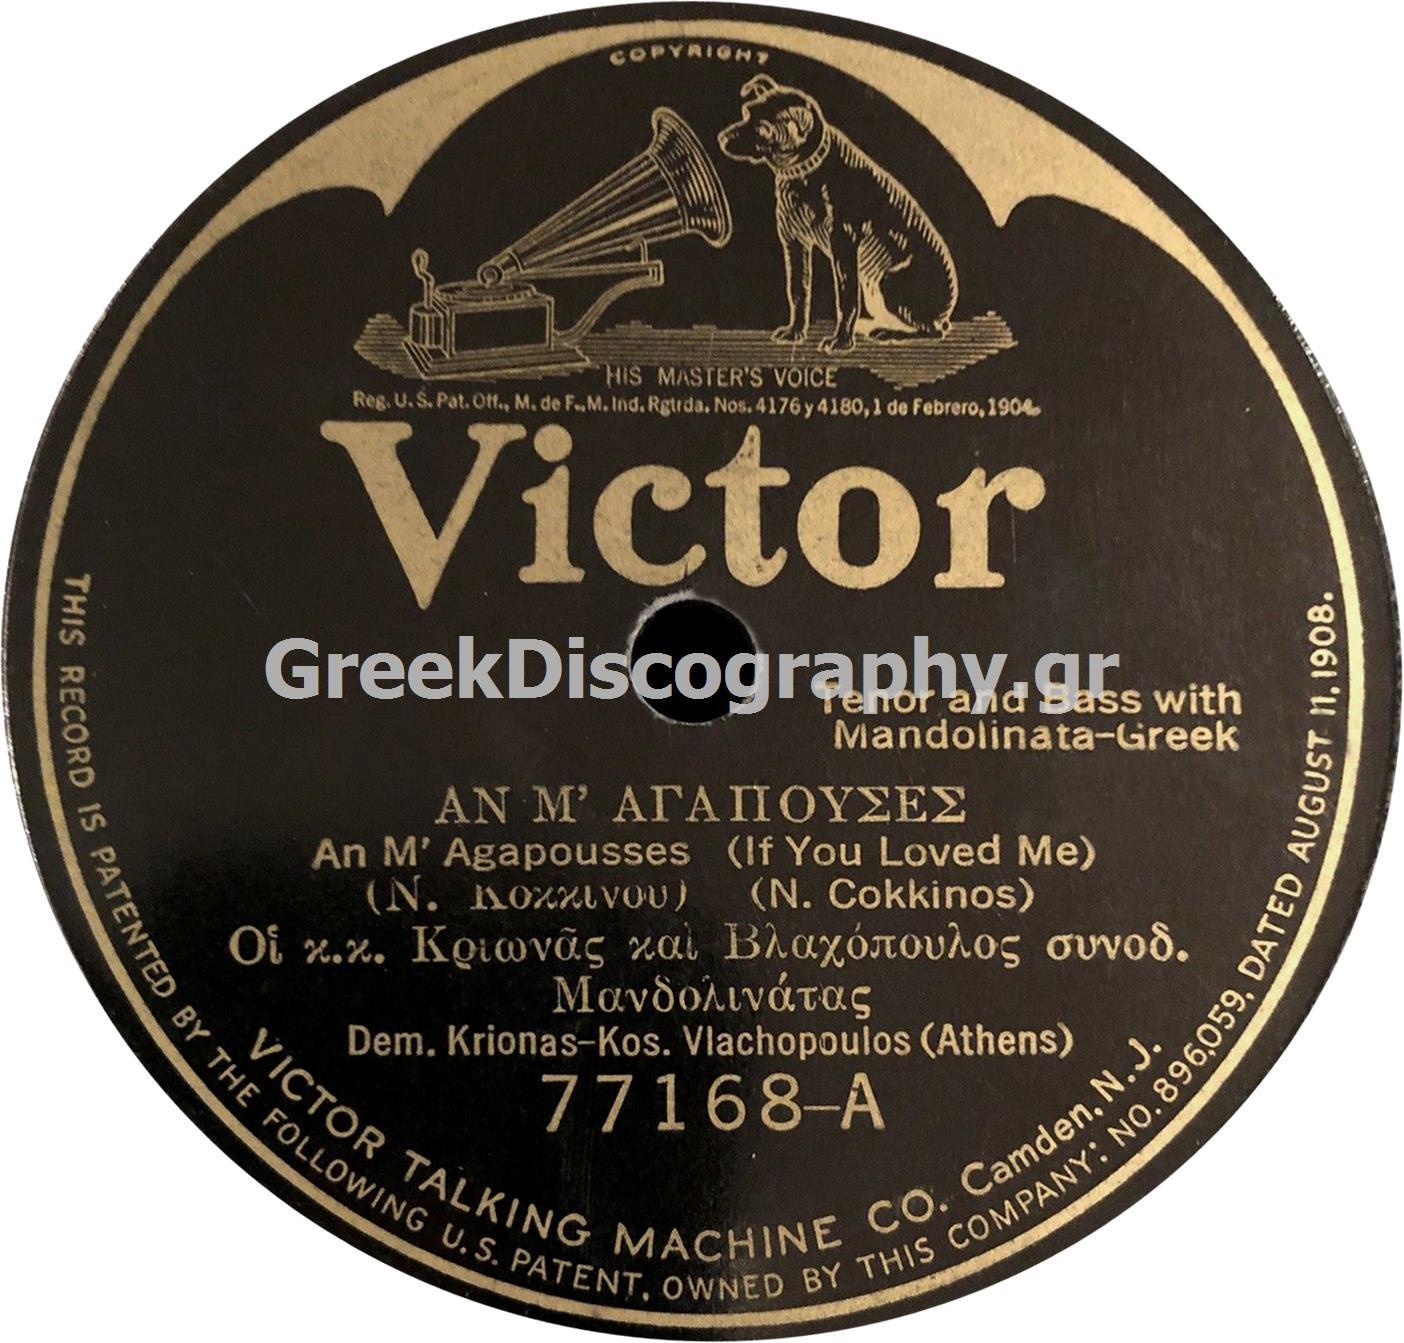 COPYRIGHT
HIS MASTER'S VOICE
Reg. U. S. Pat. Off., M. de F., M. Ind. Rgtrda. Nos. 4176 y 4180, 1 de Febrero, 1904.
Victor
GreekDiscography.gr
Tenor and Bass with
Mandolinata-Greek
ΑΝ Μ' ΑΓΑΠΟΥΣΕΣ
An M' Agapousses (If You Loved Me)
(Ν. Κοκκινου) (N. Cokkinos)
Οἱ κ.κ. Κριωνᾶς καὶ Βλαχόπουλος συνοδ.
Μανδολινάτας
Dem. Krionas-Kos. Vlachopoulos (Athens)
77168-A
VICTOR TALKING MACHINE CO. Camden, N. J.
THIS RECORD IS PATENTED BY THE FOLLOWING U.S. PATENT, OWNED BY THIS COMPANY: NO. 896,059, DATED AUGUST 11, 1908.